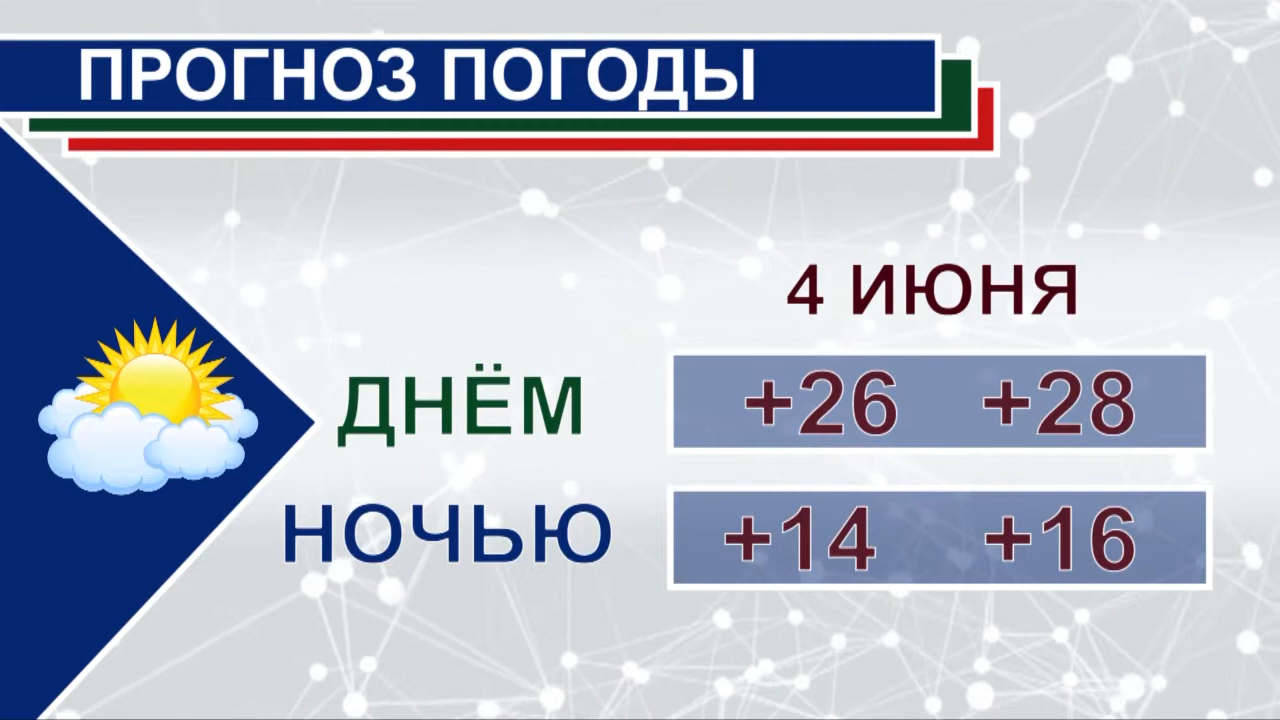 ПРОГНОЗ ПОГОДЫ
4 ИЮНЯ
ДНЁМ +26 +28
НОЧЬЮ +14 +16